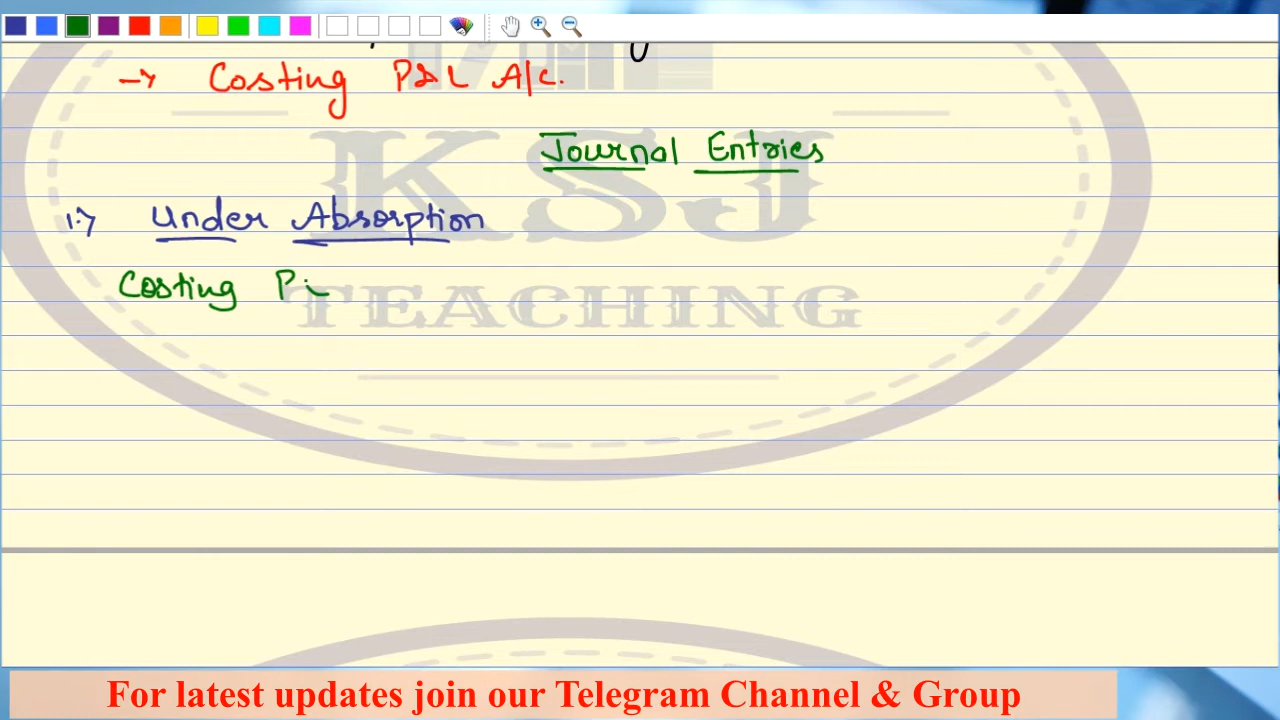 → Costing P&L A/c.
Journal Entries
1.→ Under Absorption
Costing P
KSJ
TEACHING
For latest updates join our Telegram Channel & Group